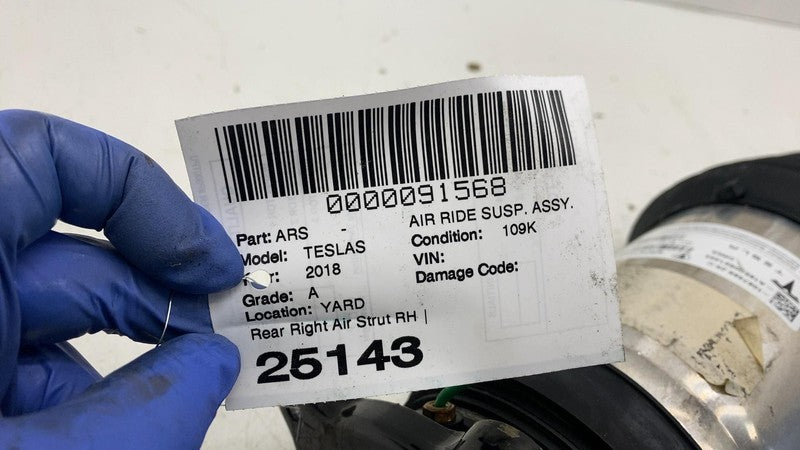 0000091568
Part: ARS - AIR RIDE SUSP. ASSY.
Model: TESLAS Condition: 109K
2018 VIN:
Grade: A Damage Code:
Location: YARD
Rear Right Air Strut RH |
25143
TESLA